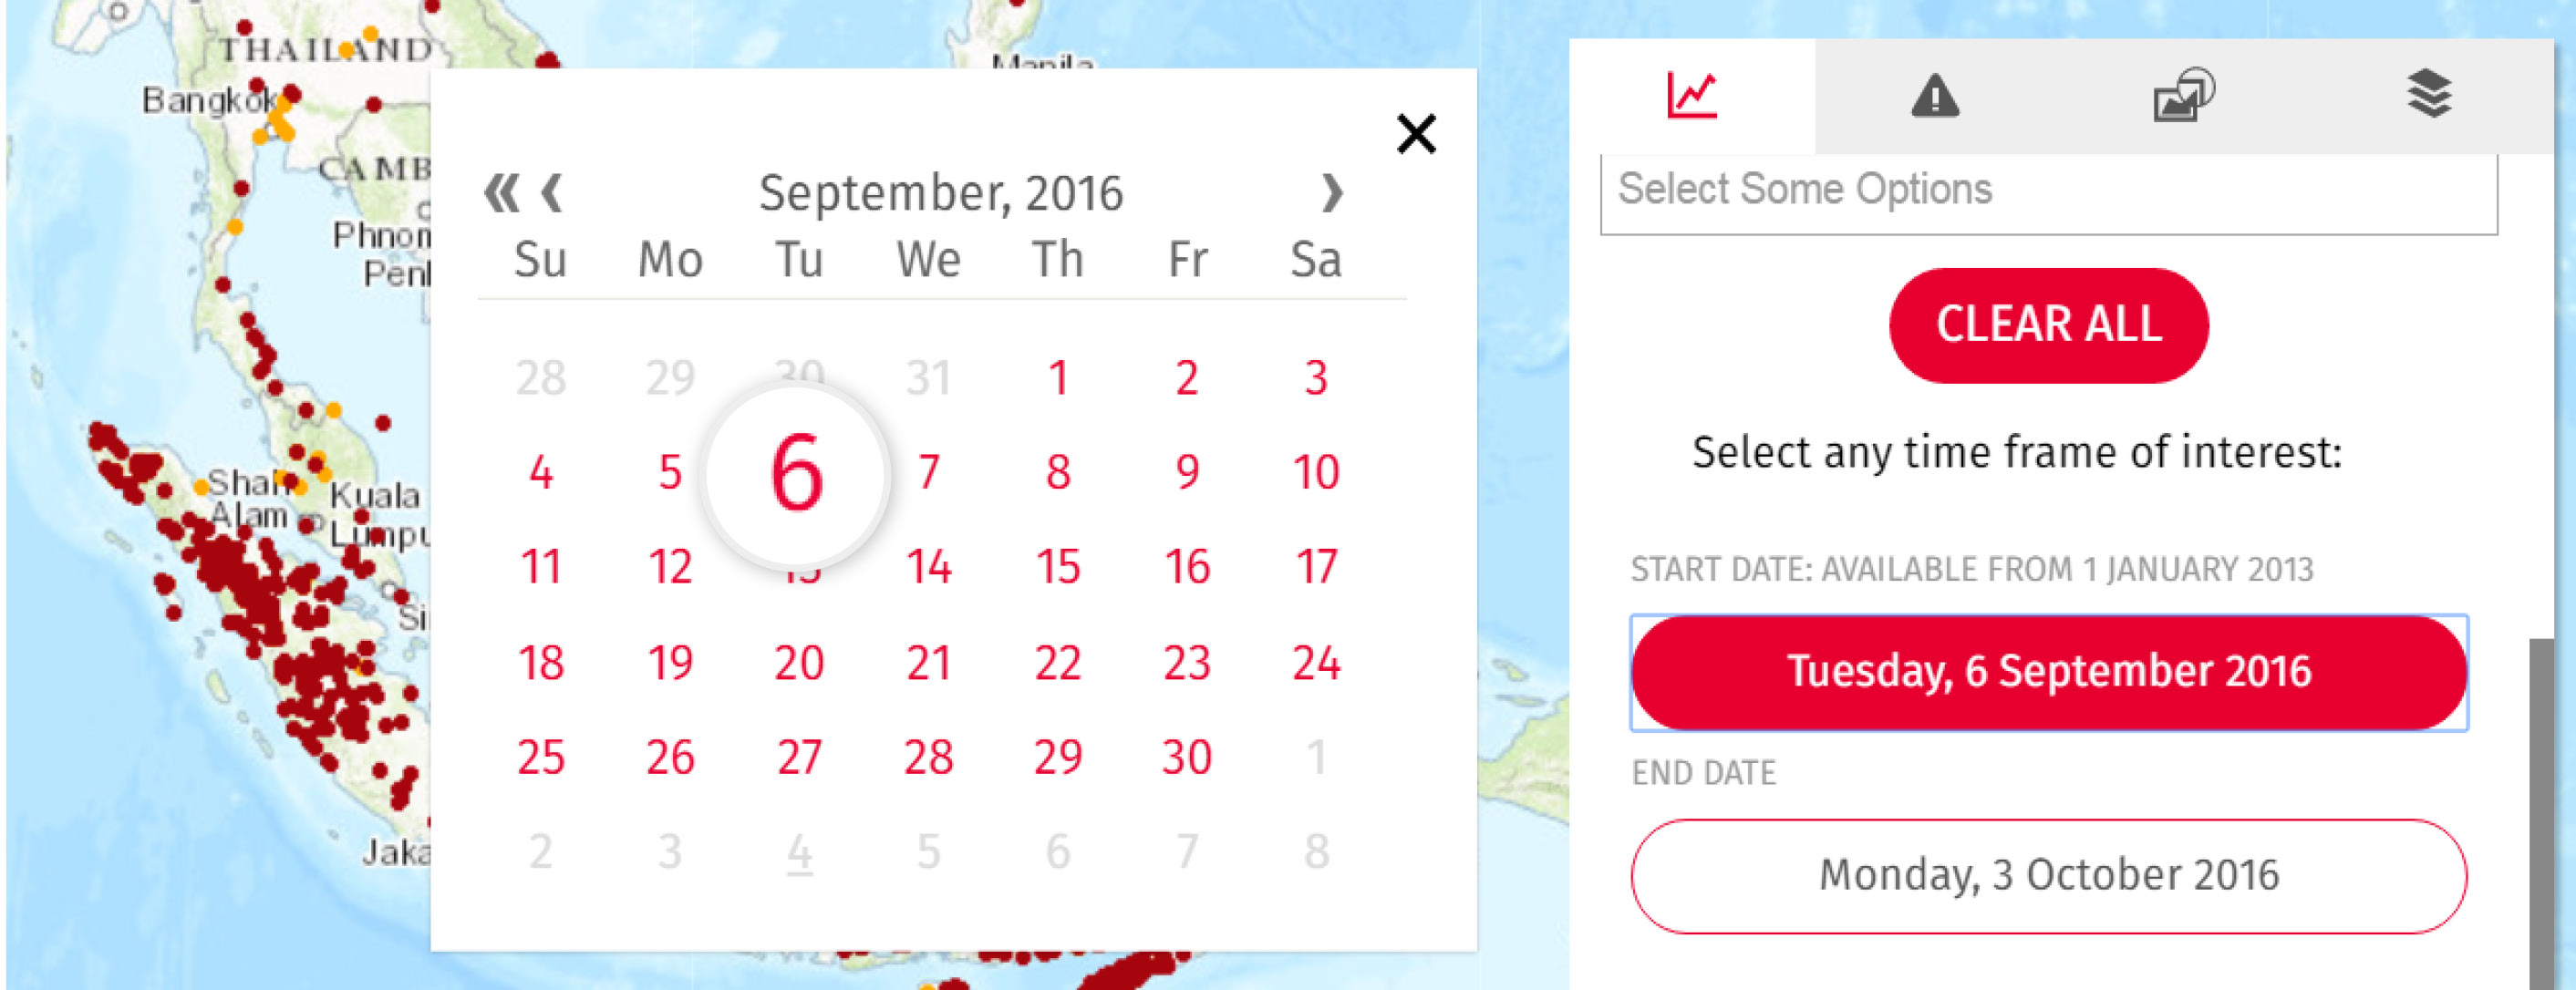 THAILAND
Bangkok
CAMB
Phnom
Penh
Shah
Alam
Kuala
Lumpu
Si
Jaka
Manila
September, 2016
Su Mo Tu We Th Fr Sa
28 29 30 31 1 2 3
4 5 6 7 8 9 10
11 12 13 14 15 16 17
18 19 20 21 22 23 24
25 26 27 28 29 30 1
2 3 4 5 6 7 8
Select Some Options
CLEAR ALL
Select any time frame of interest:
START DATE: AVAILABLE FROM 1 JANUARY 2013
Tuesday, 6 September 2016
END DATE
Monday, 3 October 2016